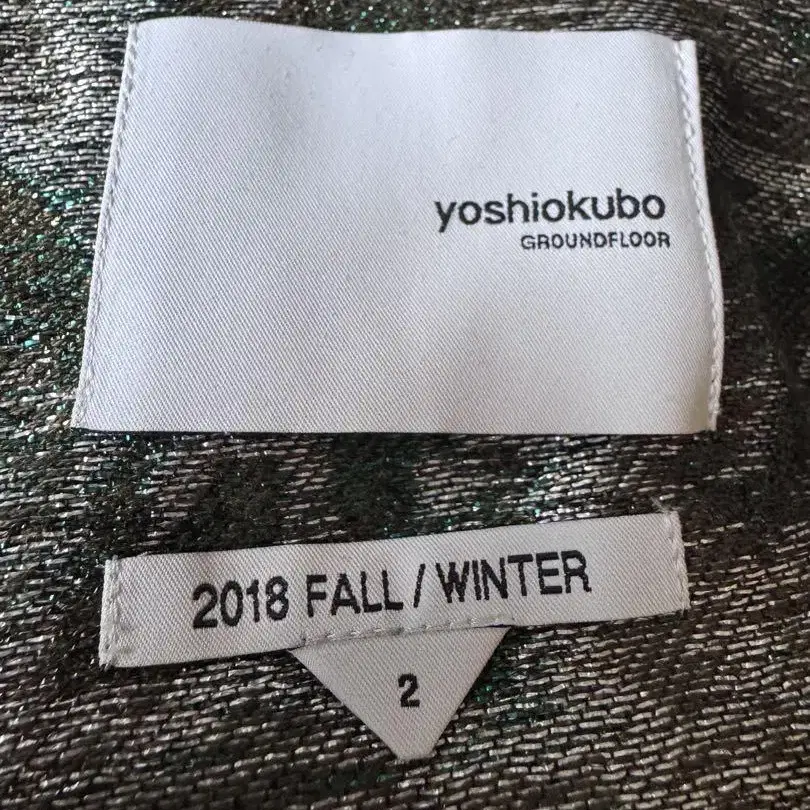 yoshiokubo
GROUNDFLOOR
2018 FALL / WINTER
2